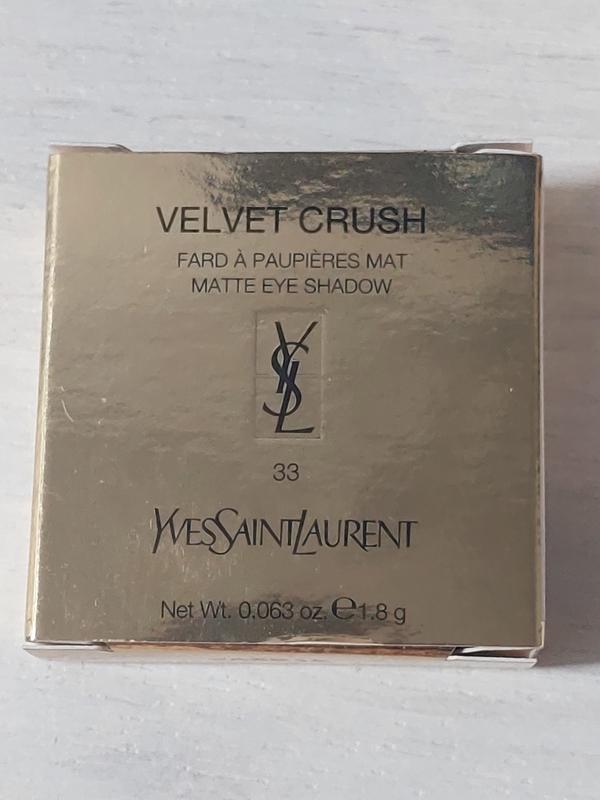 VELVET CRUSH
FARD À PAUPIÈRES MAT
MATTE EYE SHADOW
YSL
33
YVESSAINTLAURENT
Net Wt. 0.063 oz. ℮1.8 g